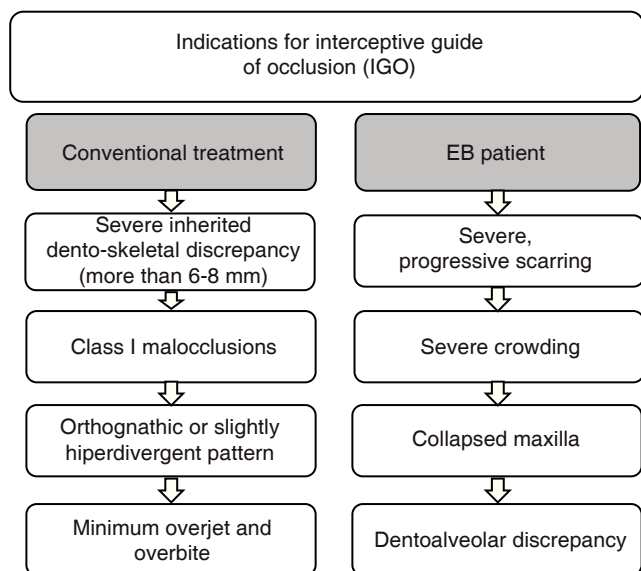 Indications for interceptive guide
of occlusion (IGO)
Conventional treatment
Severe inherited
dento-skeletal discrepancy
(more than 6-8 mm)
Class I malocclusions
Orthognathic or slightly
hiperdivergent pattern
Minimum overjet and
overbite
EB patient
Severe,
progressive scarring
Severe crowding
Collapsed maxilla
Dentoalveolar discrepancy